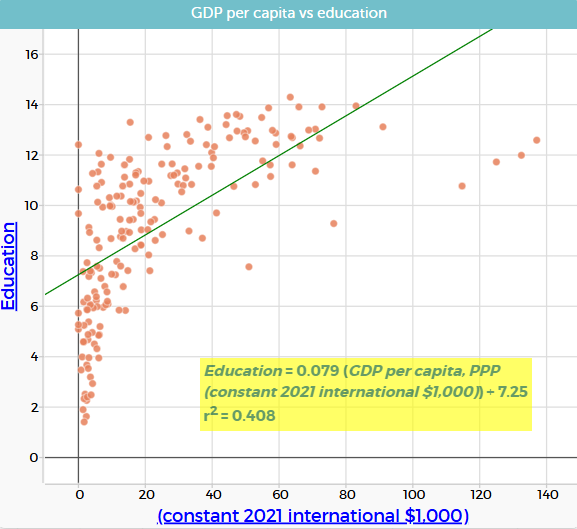 GDP per capita vs education
16
14
12
10
8
6
4
2
0
Education
Education = 0.079 (GDP per capita, PPP
(constant 2021 international $1,000)) + 7.25
r² = 0.408
0 20 40 60 80 100 120 140
(constant 2021 international $1,000)